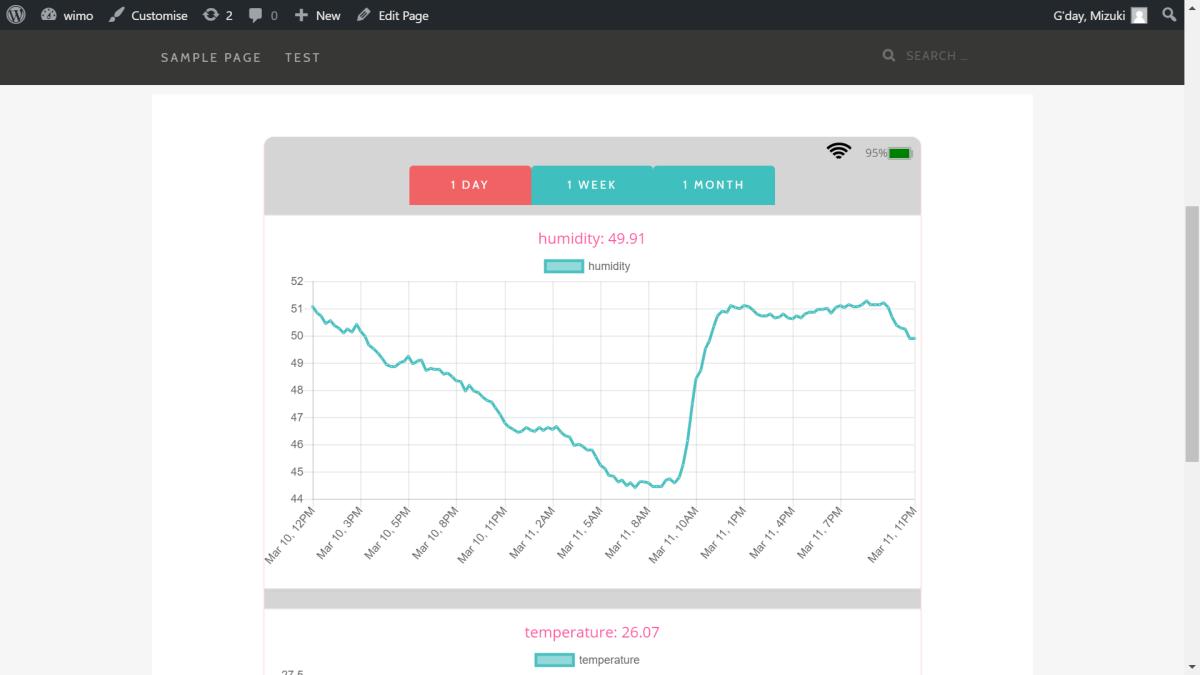 wimo Customise 2 0 New Edit Page G'day, Mizuki
SAMPLE PAGE TEST SEARCH …
95%
1 DAY 1 WEEK 1 MONTH
humidity: 49.91
humidity
52
51
50
49
48
47
46
45
44
Mar 10, 12PM Mar 10, 3PM Mar 10, 5PM Mar 10, 8PM Mar 10, 11PM Mar 11, 2AM Mar 11, 5AM Mar 11, 8AM Mar 11, 10AM Mar 11, 1PM Mar 11, 4PM Mar 11, 7PM Mar 11, 11PM
temperature: 26.07
temperature
27.5